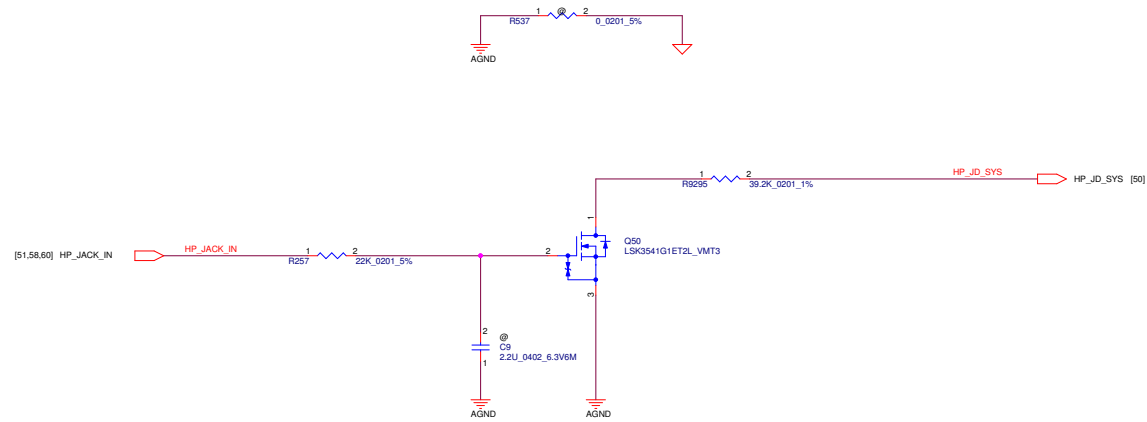 1 @ 2
R537 0_0201_5%
AGND
1 2 HP_JD_SYS
R9295 39.2K_0201_1% HP_JD_SYS [50]
1
Q50
LSK3541G1ET2L_VMT3
[51,58,60] HP_JACK_IN HP_JACK_IN 1 2 2
R257 22K_0201_5%
3
2 @
C9
2.2U_0402_6.3V6M
1
AGND AGND